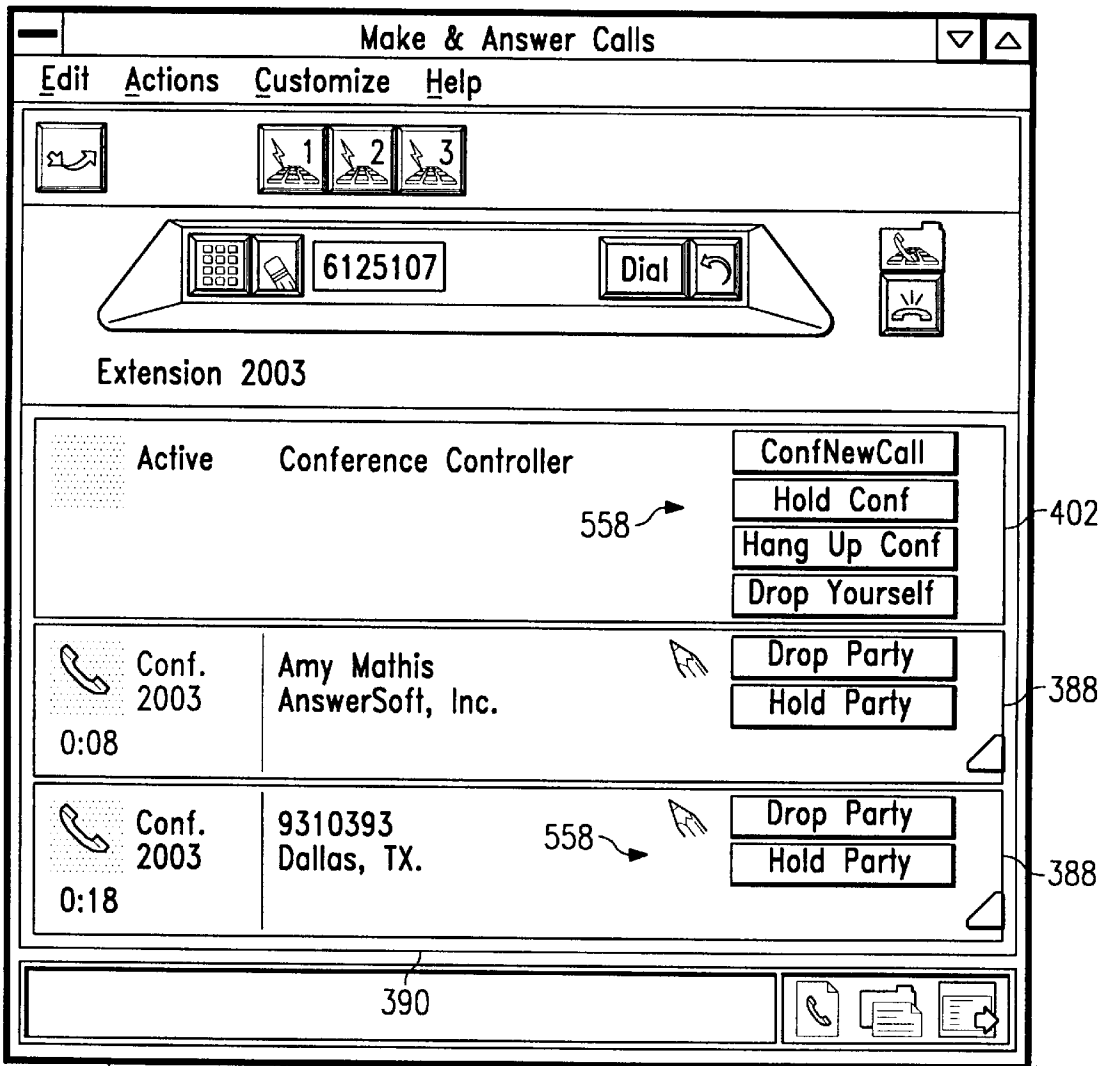 Make & Answer Calls
Edit Actions Customize Help
1 2 3
6125107 Dial
Extension 2003
Active Conference Controller ConfNewCall
558 Hold Conf 402
Hang Up Conf
Drop Yourself
Conf. Amy Mathis Drop Party
2003 AnswerSoft, Inc. Hold Party 388
0:08
Conf. 9310393 558 Drop Party
2003 Dallas, TX. Hold Party 388
0:18
390